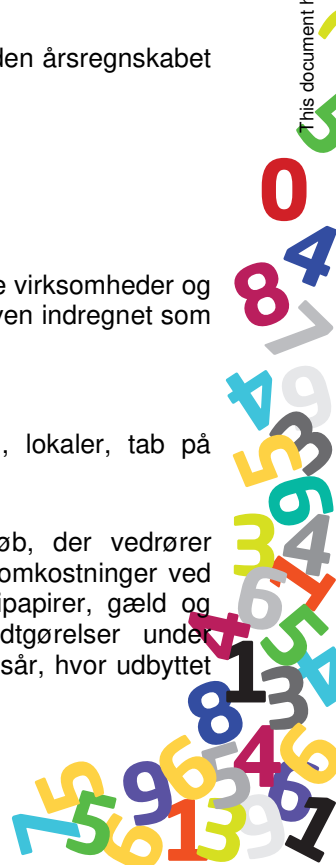 den årsregnskabet
This document h
e virksomheder og
ven indregnet som
, lokaler, tab på
øb, der vedrører
omkostninger ved
ipapirer, gæld og
dtgørelser under
sår, hvor udbyttet